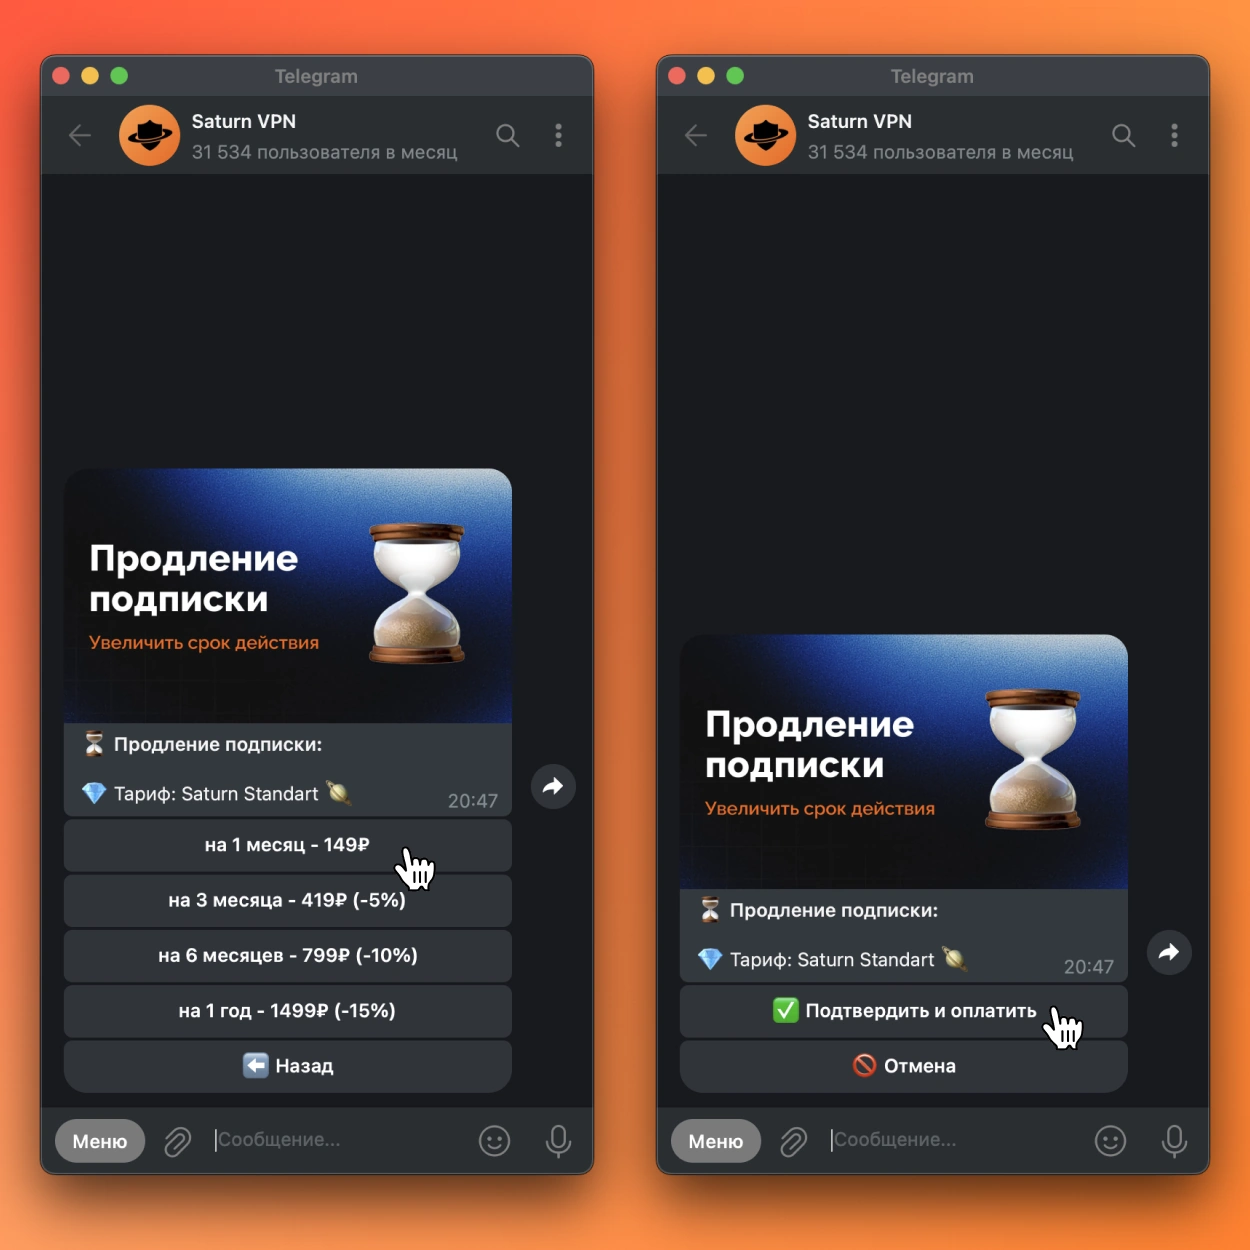 Telegram
Saturn VPN
31 534 пользователя в месяц
Продление
подписки
Увеличить срок действия
⏳ Продление подписки:
💎 Тариф: Saturn Standart 🪐
20:47
на 1 месяц - 149₽
на 3 месяца - 419₽ (-5%)
на 6 месяцев - 799₽ (-10%)
на 1 год - 1499₽ (-15%)
⬅️ Назад
Меню
Сообщение...
Telegram
Saturn VPN
31 534 пользователя в месяц
Продление
подписки
Увеличить срок действия
⏳ Продление подписки:
💎 Тариф: Saturn Standart 🪐
20:47
✅ Подтвердить и оплатить
🚫 Отмена
Меню
Сообщение...